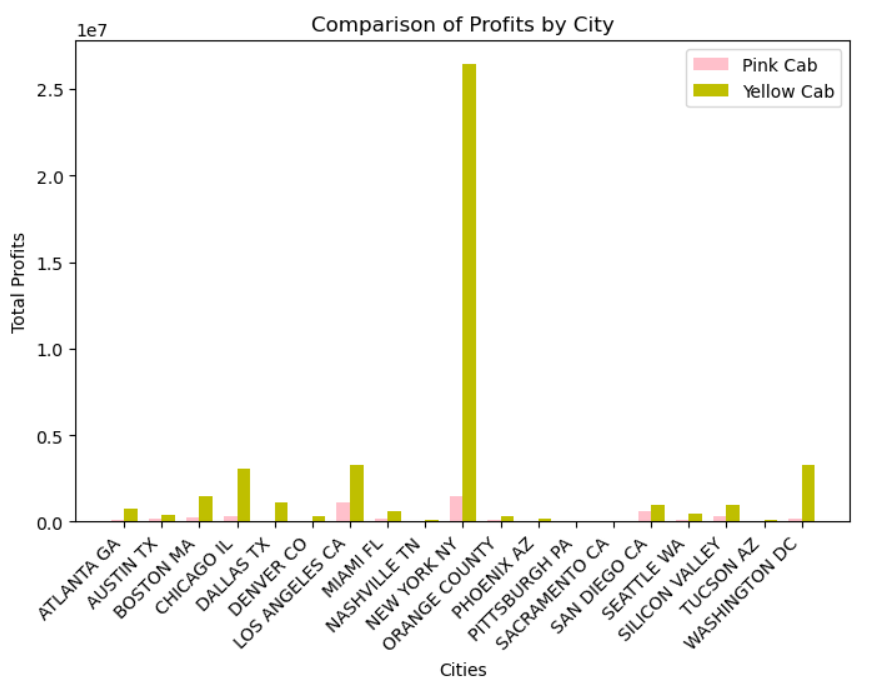 Comparison of Profits by City
1e7
Pink Cab
Yellow Cab
2.5
2.0
1.5
1.0
0.5
0.0
Total Profits
ATLANTA GA
AUSTIN TX
BOSTON MA
CHICAGO IL
DALLAS TX
DENVER CO
LOS ANGELES CA
MIAMI FL
NASHVILLE TN
NEW YORK NY
ORANGE COUNTY
PHOENIX AZ
PITTSBURGH PA
SACRAMENTO CA
SAN DIEGO CA
SEATTLE WA
SILICON VALLEY
TUCSON AZ
WASHINGTON DC
Cities